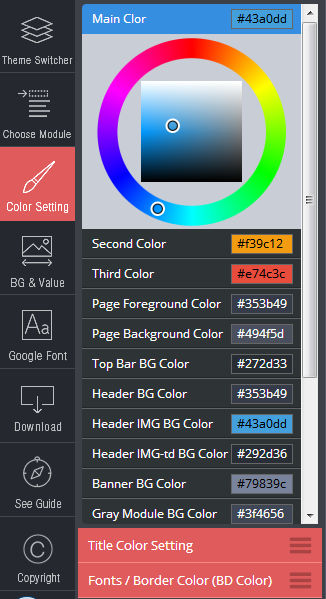 Theme Switcher
Choose Module
Color Setting
BG & Value
Aa
Google Font
Download
See Guide
C
Copyright
Main Clor #43a0dd
Second Color #f39c12
Third Color #e74c3c
Page Foreground Color #353b49
Page Background Color #494f5d
Top Bar BG Color #272d33
Header BG Color #353b49
Header IMG BG Color #43a0dd
Header IMG-td BG Color #292d36
Banner BG Color #79839c
Gray Module BG Color #3f4656
Title Color Setting
Fonts / Border Color (BD Color)